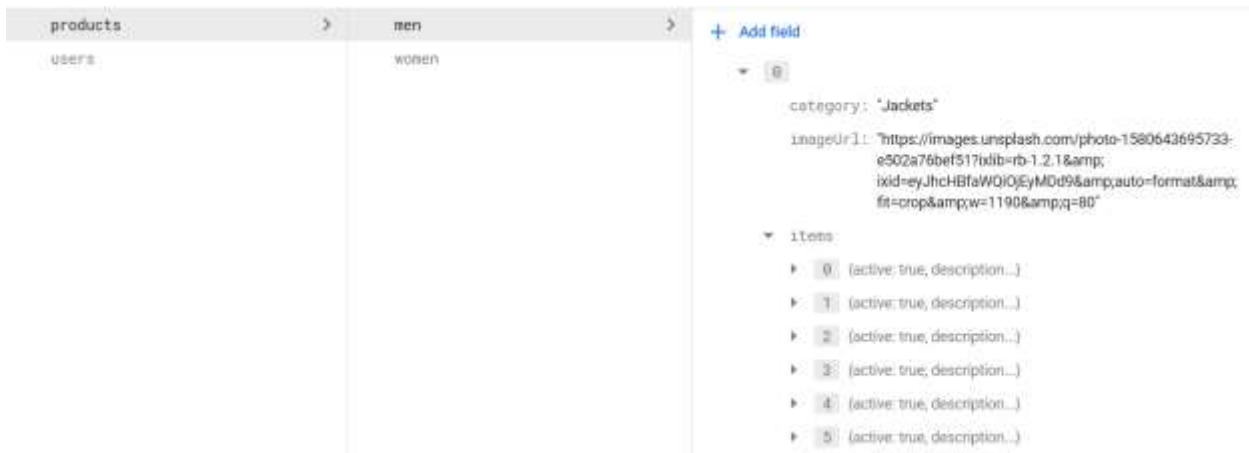 products
users
men
women
+ Add field
0
category: "Jackets"
imageUrl: "https://images.unsplash.com/photo-1580643695733-
e502a76bef51?ixlib=rb-1.2.1&amp;
ixid=eyJhcHBfaWQiOjEyMDd9&amp;auto=format&amp;
fit=crop&amp;w=1190&amp;q=80"
items
0 {active: true, description...}
1 {active: true, description...}
2 {active: true, description...}
3 {active: true, description...}
4 {active: true, description...}
5 {active: true, description...}